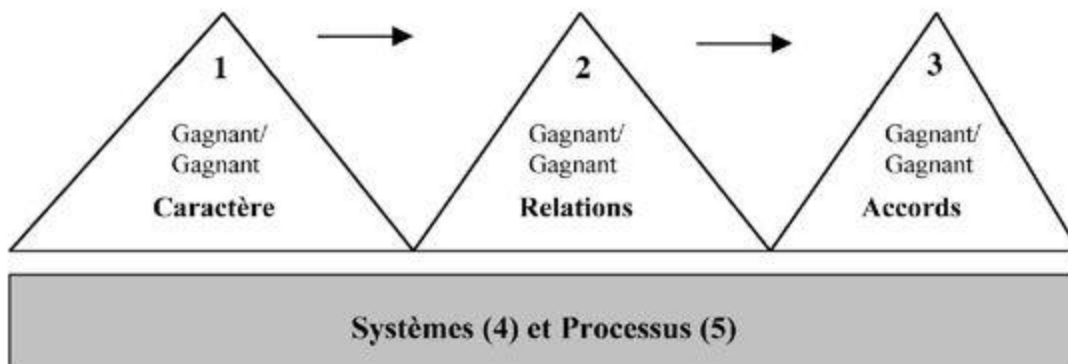 1
Gagnant/
Gagnant
Caractère
2
Gagnant/
Gagnant
Relations
3
Gagnant/
Gagnant
Accords
Systèmes (4) et Processus (5)